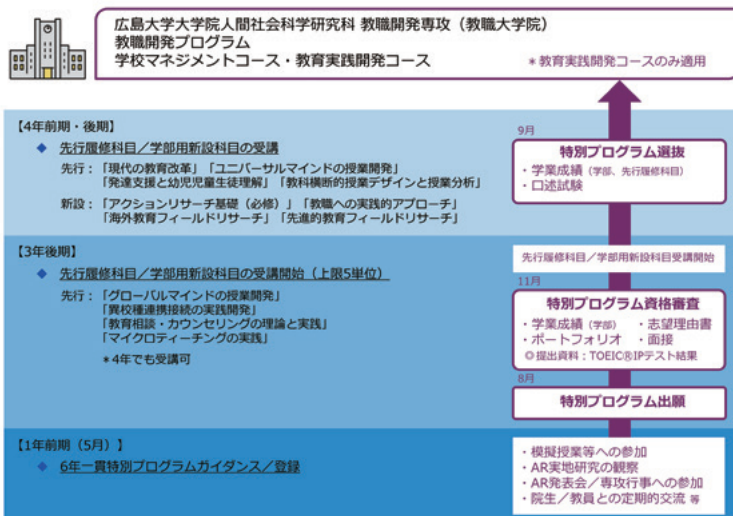 広島大学大学院人間社会科学研究科 教職開発専攻（教職大学院）
教職開発プログラム
学校マネジメントコース・教育実践開発コース
＊教育実践開発コースのみ適用
【4年前期・後期】
◆ 先行履修科目／学部用新設科目の受講
先行：「現代の教育改革」「ユニバーサルマインドの授業開発」
「発達支援と幼児児童生徒理解」「教科横断的授業デザインと授業分析」
新設：「アクションリサーチ基礎（必修）」「教職への実践的アプローチ」
「海外教育フィールドリサーチ」「先進的教育フィールドリサーチ」
9月
特別プログラム選抜
・学業成績（学部、先行履修科目）
・口述試験
【3年後期】
◆ 先行履修科目／学部用新設科目の受講開始（上限5単位）
先行：「グローバルマインドの授業開発」
「異校種連携接続の実践開発」
「教育相談・カウンセリングの理論と実践」
「マイクロティーチングの実践」
＊4年でも受講可
先行履修科目／学部用新設科目受講開始
11月
特別プログラム資格審査
・学業成績（学部） ・志望理由書
・ポートフォリオ ・面接
◎提出資料：TOEIC®IPテスト結果
8月
特別プログラム出願
【1年前期（5月）】
◆ 6年一貫特別プログラムガイダンス／登録
・模擬授業等への参加
・AR実地研究の観察
・AR発表会／専攻行事への参加
・院生／教員との定期的交流 等